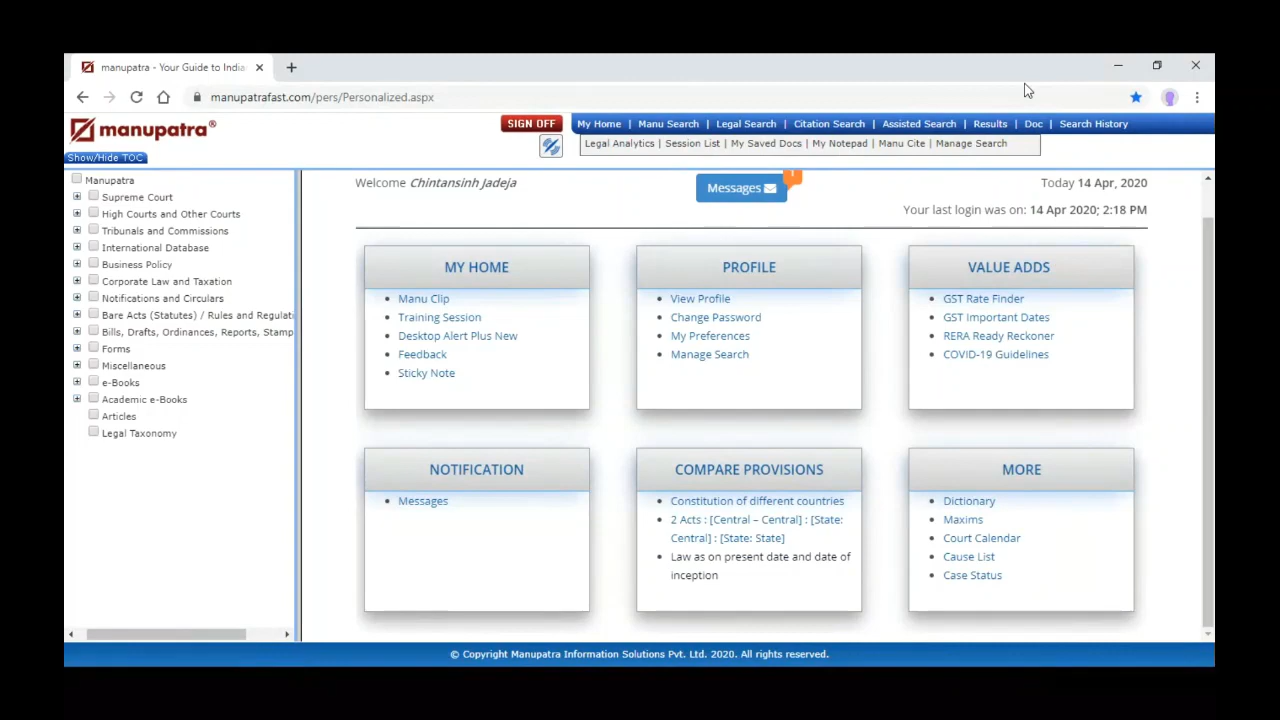 manupatra - Your Guide to India
manupatrafast.com/pers/Personalized.aspx
manupatra®
SIGN OFF
My Home | Manu Search | Legal Search | Citation Search | Assisted Search | Results | Doc | Search History
Legal Analytics | Session List | My Saved Docs | My Notepad | Manu Cite | Manage Search
Show/Hide TOC
Manupatra
Supreme Court
High Courts and Other Courts
Tribunals and Commissions
International Database
Business Policy
Corporate Law and Taxation
Notifications and Circulars
Bare Acts (Statutes) / Rules and Regulati
Bills, Drafts, Ordinances, Reports, Stamp
Forms
Miscellaneous
e-Books
Academic e-Books
Articles
Legal Taxonomy
Welcome Chintansinh Jadeja
Messages
Today 14 Apr, 2020
Your last login was on: 14 Apr 2020; 2:18 PM
MY HOME
Manu Clip
Training Session
Desktop Alert Plus New
Feedback
Sticky Note
PROFILE
View Profile
Change Password
My Preferences
Manage Search
VALUE ADDS
GST Rate Finder
GST Important Dates
RERA Ready Reckoner
COVID-19 Guidelines
NOTIFICATION
Messages
COMPARE PROVISIONS
Constitution of different countries
2 Acts : [Central – Central] : [State:
Central] : [State: State]
Law as on present date and date of
inception
MORE
Dictionary
Maxims
Court Calendar
Cause List
Case Status
© Copyright Manupatra Information Solutions Pvt. Ltd. 2020. All rights reserved.